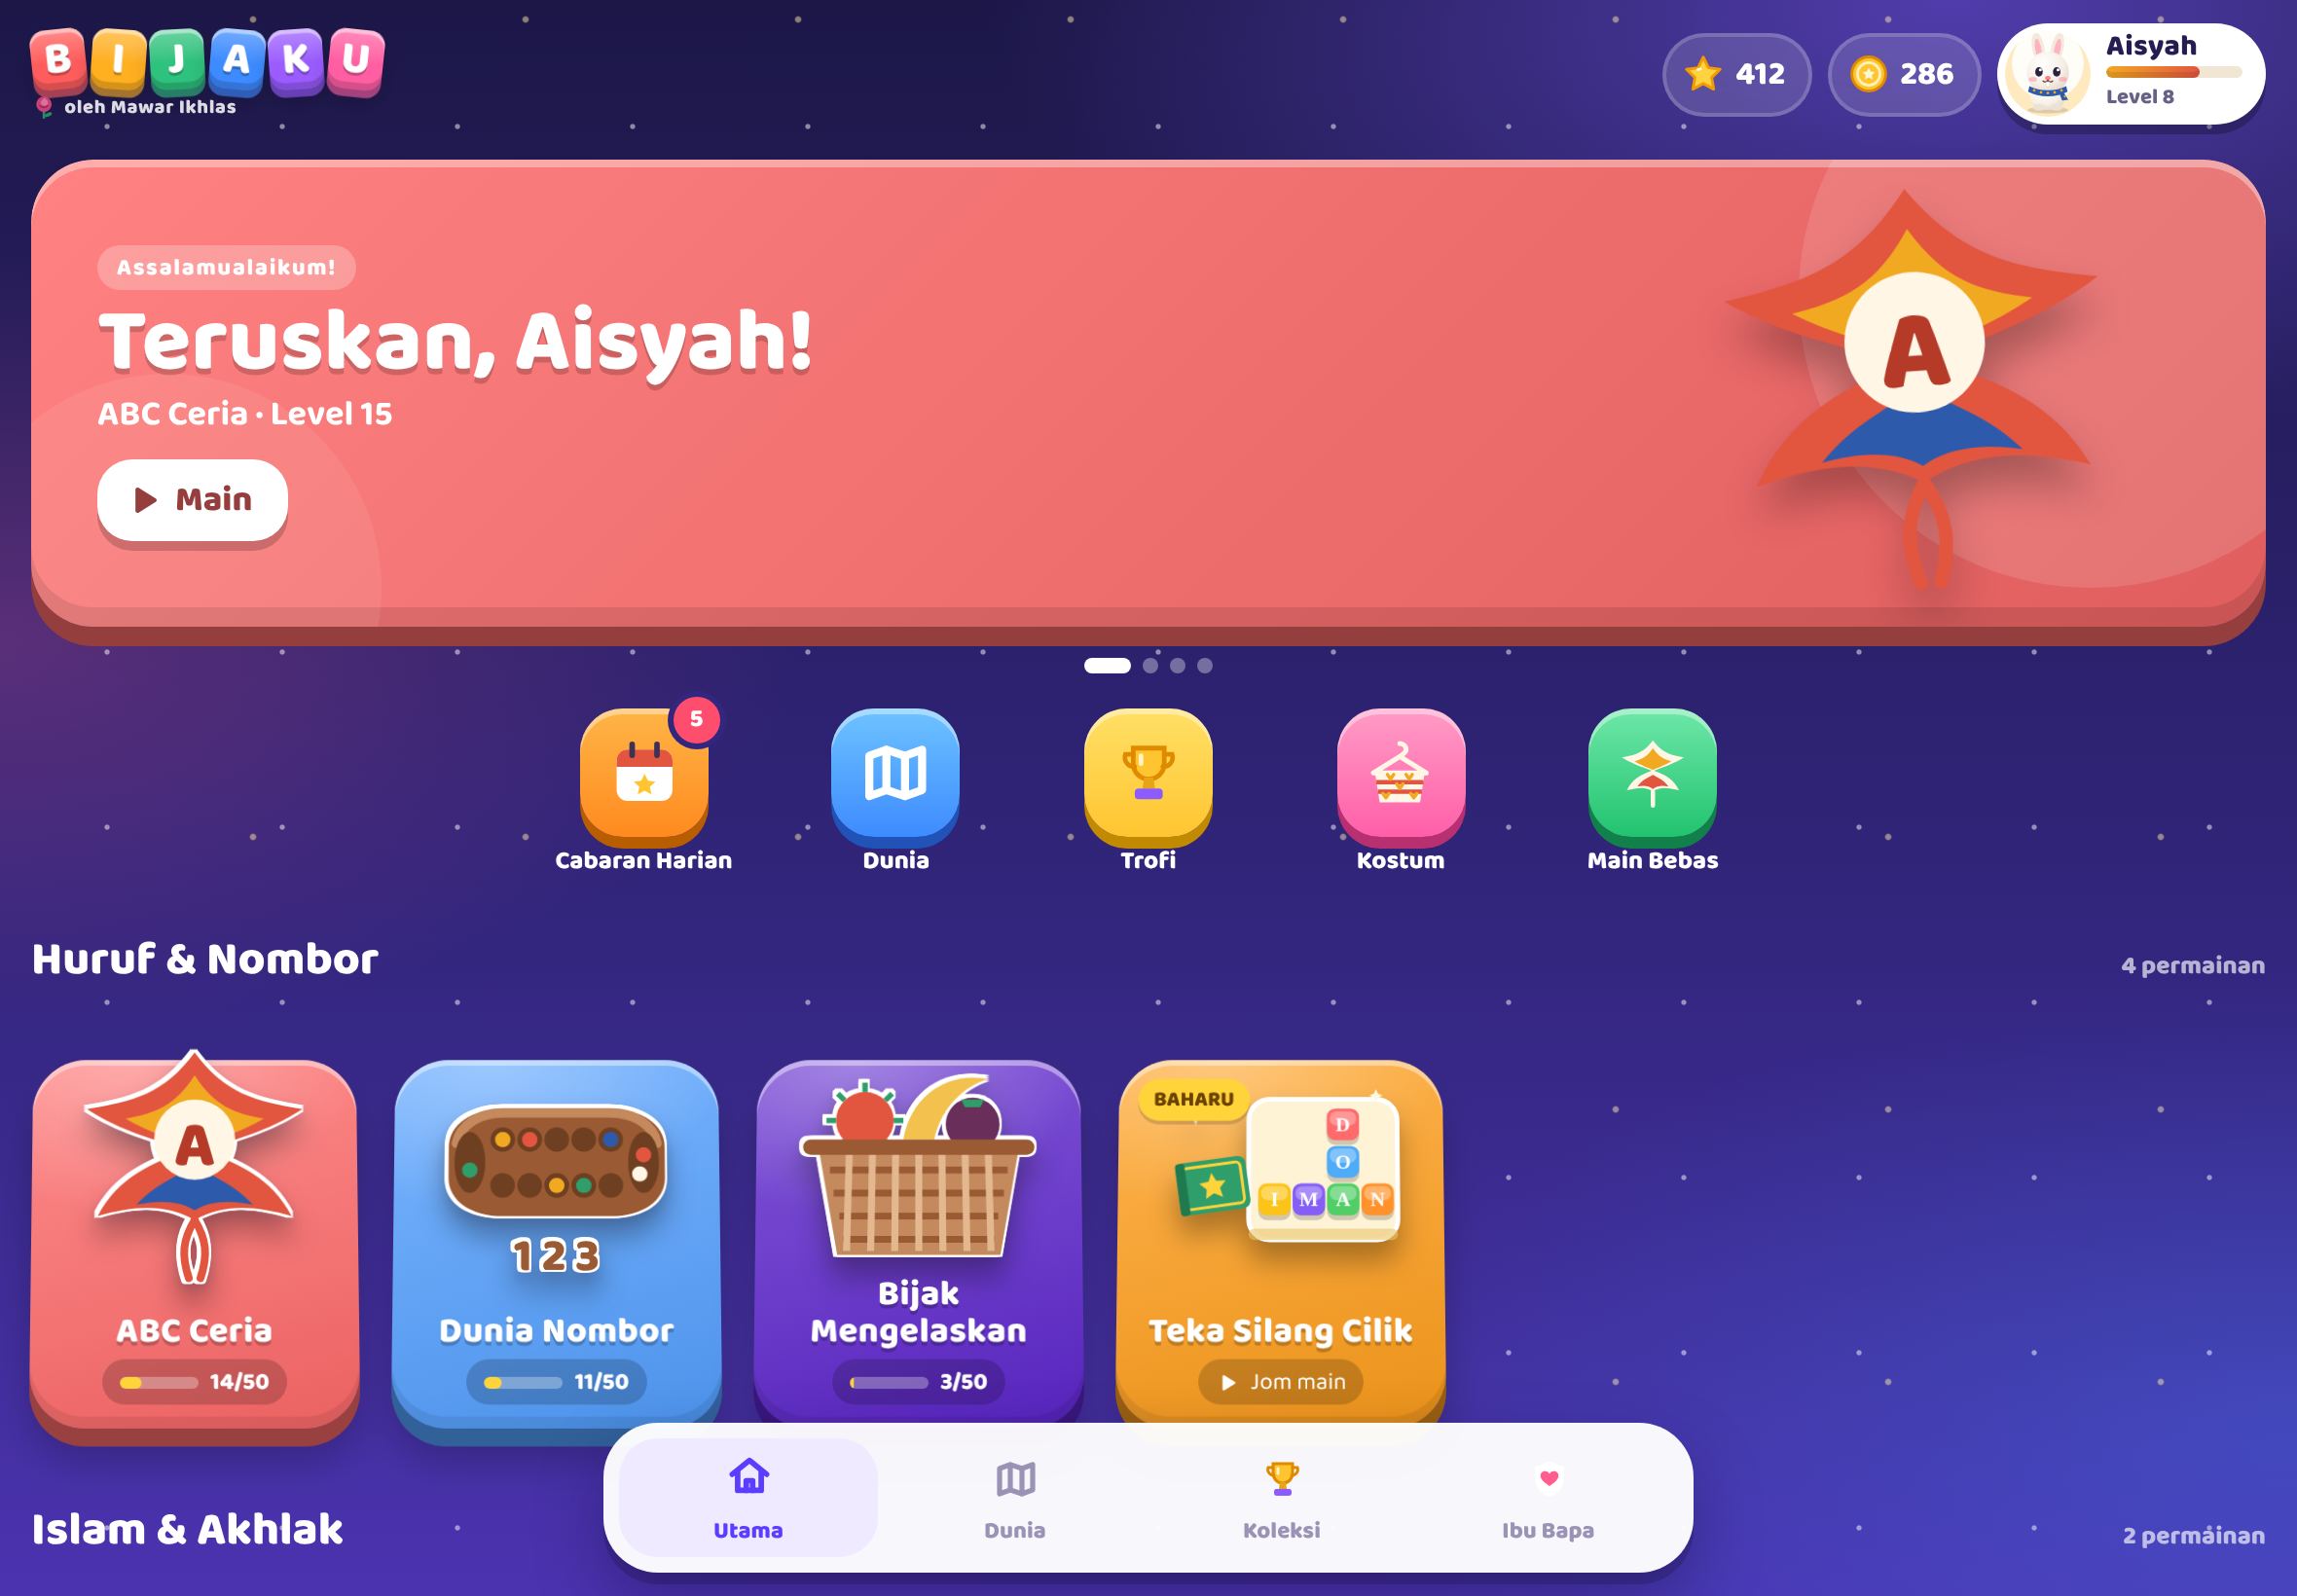 BIJAKU
oleh Mawar Ikhlas
412
286
Aisyah
Level 8
Assalamualaikum!
Teruskan, Aisyah!
ABC Ceria · Level 15
Main
A
5
Cabaran Harian
Dunia
Trofi
Kostum
Main Bebas
Huruf & Nombor
4 permainan
A
ABC Ceria
14/50
123
Dunia Nombor
11/50
Bijak
Mengelaskan
3/50
BAHARU
D
O
IMAN
Teka Silang Cilik
Jom main
Islam & Akhlak
2 permainan
Utama
Dunia
Koleksi
Ibu Bapa